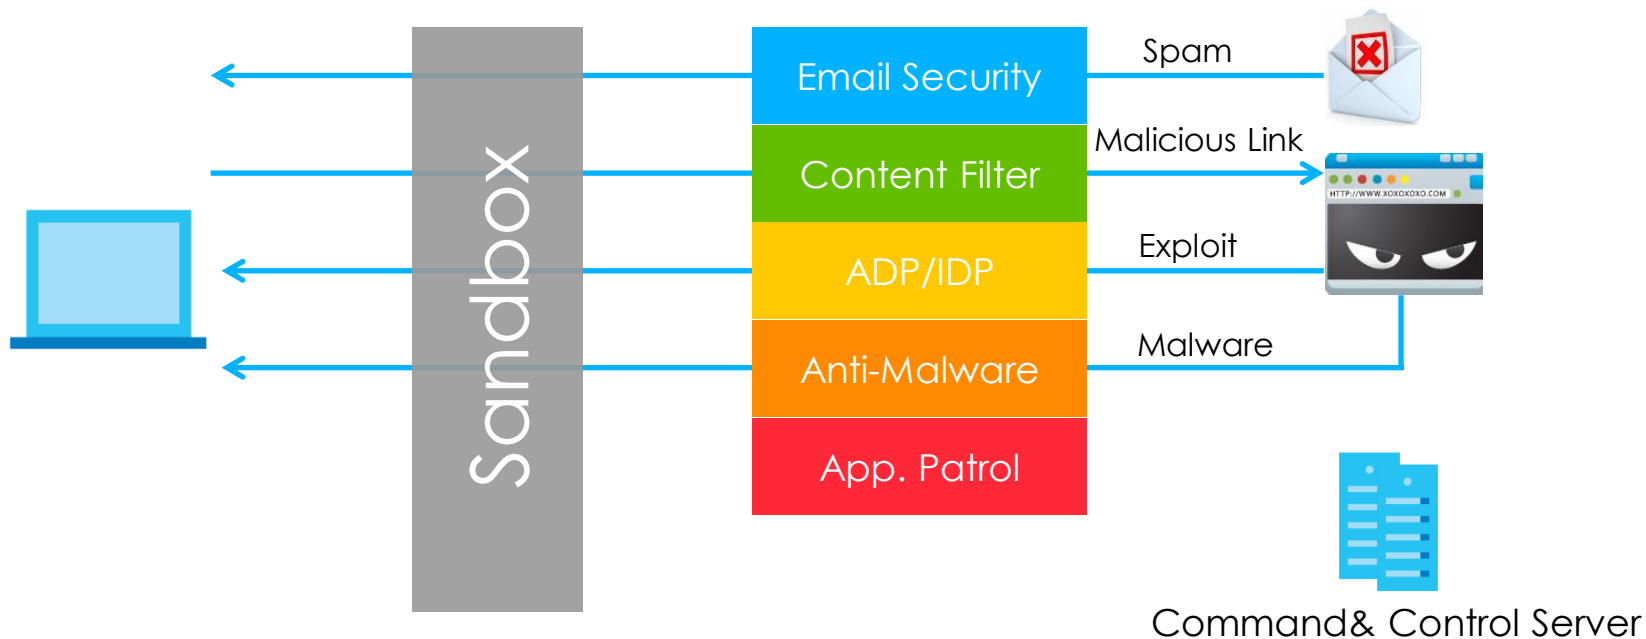 Email Security
Spam
Content Filter
Malicious Link
HTTP://WWW.XOXOXOXO.COM
Sandbox
ADP/IDP
Exploit
Anti-Malware
Malware
App. Patrol
Command& Control Server